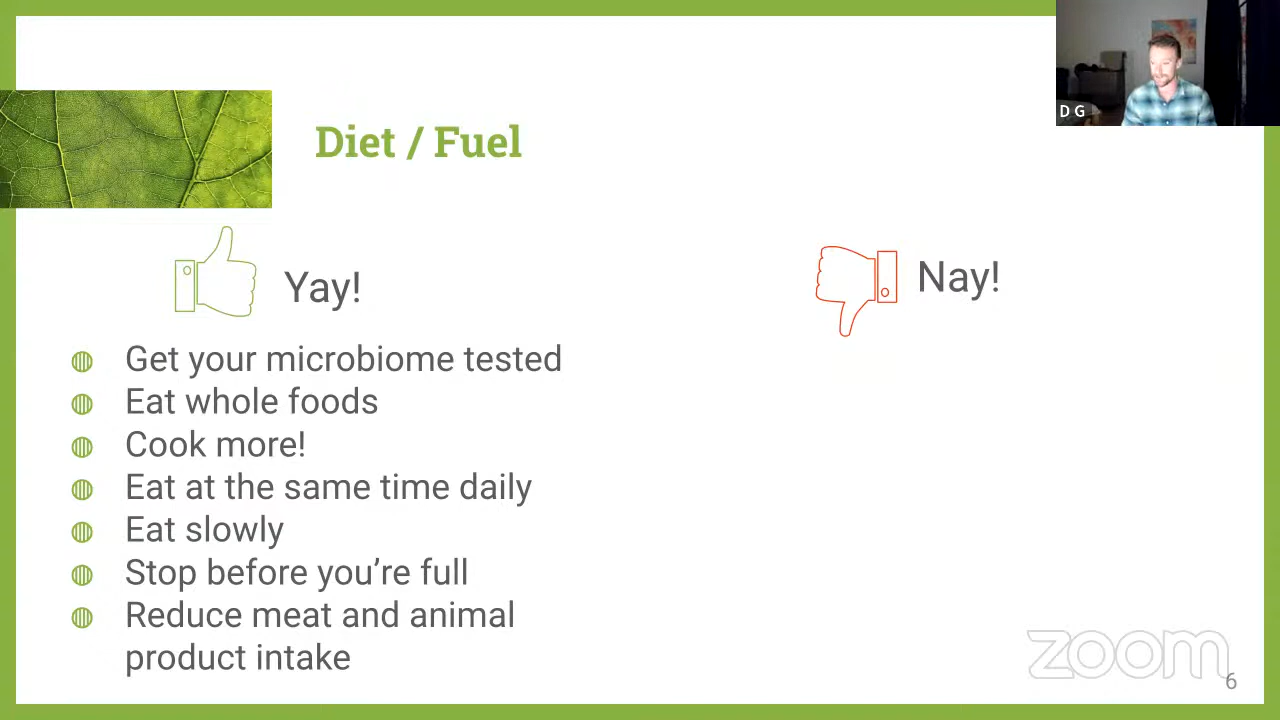 D G
Diet / Fuel
Yay!
Nay!
Get your microbiome tested
Eat whole foods
Cook more!
Eat at the same time daily
Eat slowly
Stop before you’re full
Reduce meat and animal
product intake
zoom
6